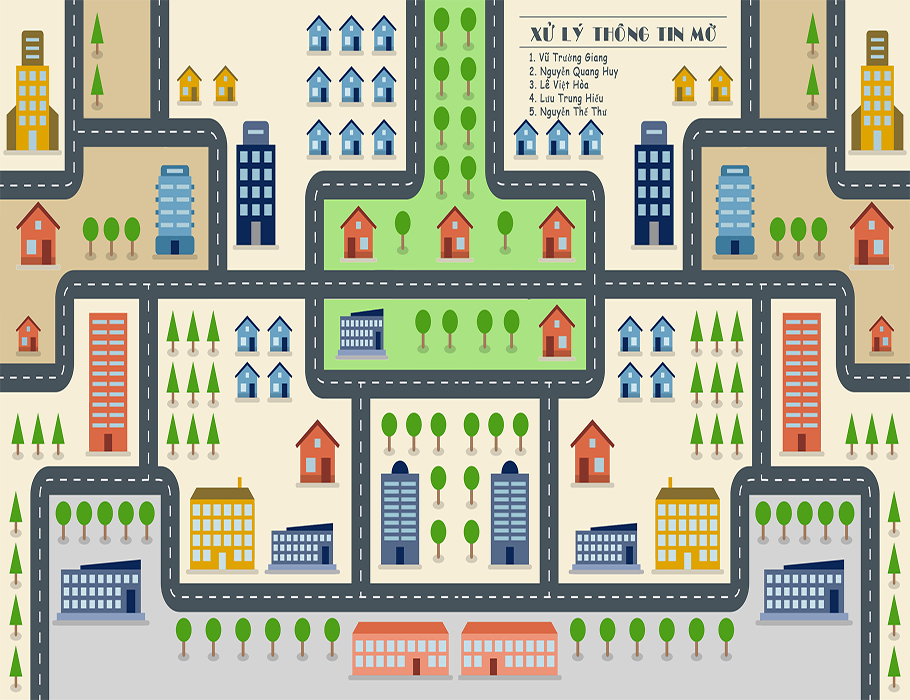 XỬ LÝ THÔNG TIN MỜ
1. Vũ Trường Giang
2. Nguyễn Quang Huy
3. Lê Việt Hòa
4. Lưu Trung Hiếu
5. Nguyễn Thế Thư